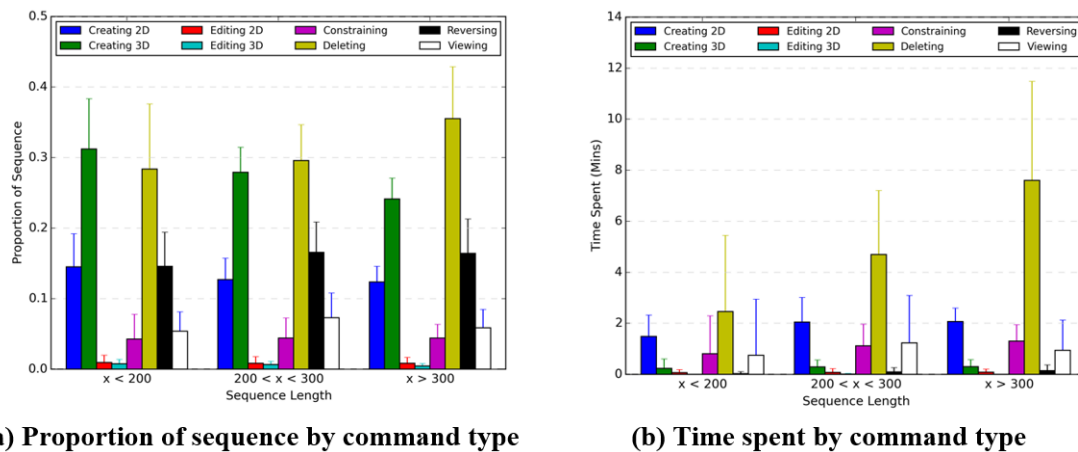 0.5
Creating 2D Editing 2D Constraining Reversing
Creating 3D Editing 3D Deleting Viewing
0.4
0.3
0.2
0.1
0.0
Proportion of Sequence
x < 200 200 < x < 300 x > 300
Sequence Length
14
Creating 2D Editing 2D Constraining Reversing
Creating 3D Editing 3D Deleting Viewing
12
10
8
6
4
2
0
Time Spent (Mins)
x < 200 200 < x < 300 x > 300
Sequence Length
) Proportion of sequence by command type
(b) Time spent by command type